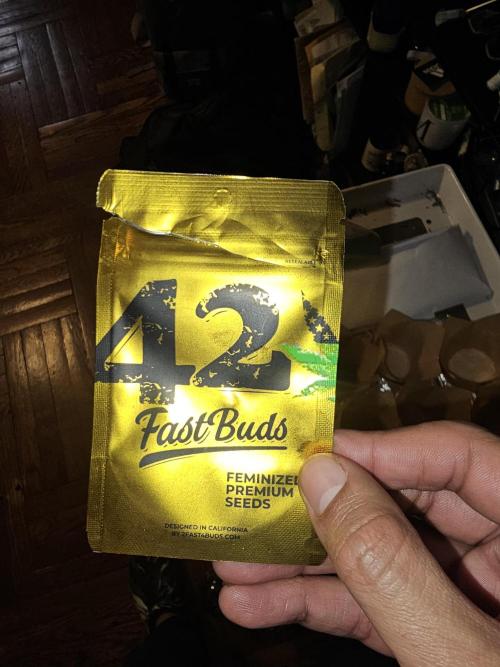 RESEALABLE
42
FastBuds
FEMINIZED
PREMIUM
SEEDS
DESIGNED IN CALIFORNIA
BY 2FAST4BUDS.COM